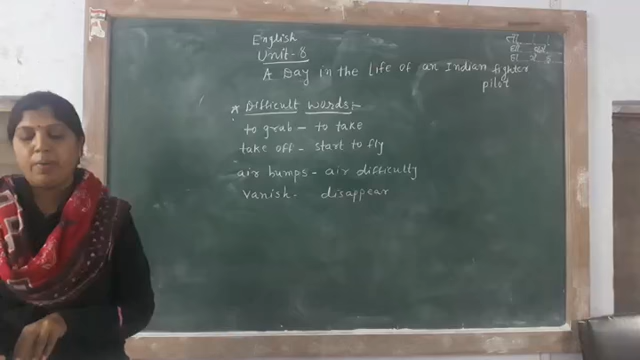 English
Unit-8
A Day in the Life of an Indian fighter
pilot
* Difficult words:-
to grab - to take
take off - start to fly
air bumps - air difficulty
vanish - disappear